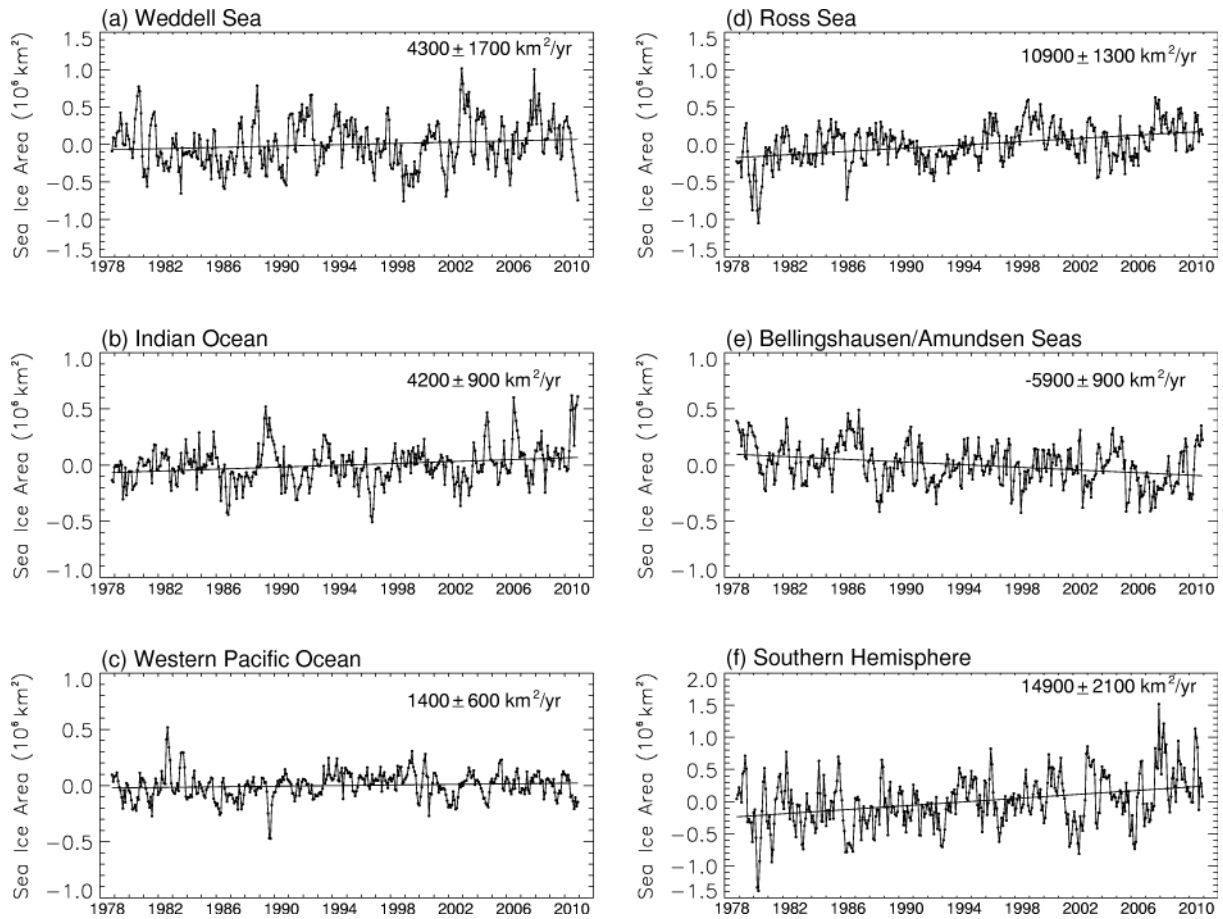 (a) Weddell Sea
4300 ± 1700 km²/yr
Sea Ice Area (10⁶ km²)
1.5
1.0
0.5
0.0
−0.5
−1.0
−1.5
1978 1982 1986 1990 1994 1998 2002 2006 2010
(b) Indian Ocean
4200 ± 900 km²/yr
Sea Ice Area (10⁶ km²)
1.0
0.5
0.0
−0.5
−1.0
1978 1982 1986 1990 1994 1998 2002 2006 2010
(c) Western Pacific Ocean
1400 ± 600 km²/yr
Sea Ice Area (10⁶ km²)
1.0
0.5
0.0
−0.5
−1.0
1978 1982 1986 1990 1994 1998 2002 2006 2010
(d) Ross Sea
10900 ± 1300 km²/yr
Sea Ice Area (10⁶ km²)
1.5
1.0
0.5
0.0
−0.5
−1.0
−1.5
1978 1982 1986 1990 1994 1998 2002 2006 2010
(e) Bellingshausen/Amundsen Seas
-5900 ± 900 km²/yr
Sea Ice Area (10⁶ km²)
1.0
0.5
0.0
−0.5
−1.0
1978 1982 1986 1990 1994 1998 2002 2006 2010
(f) Southern Hemisphere
14900 ± 2100 km²/yr
Sea Ice Area (10⁶ km²)
2.0
1.5
1.0
0.5
0.0
−0.5
−1.0
−1.5
1978 1982 1986 1990 1994 1998 2002 2006 2010